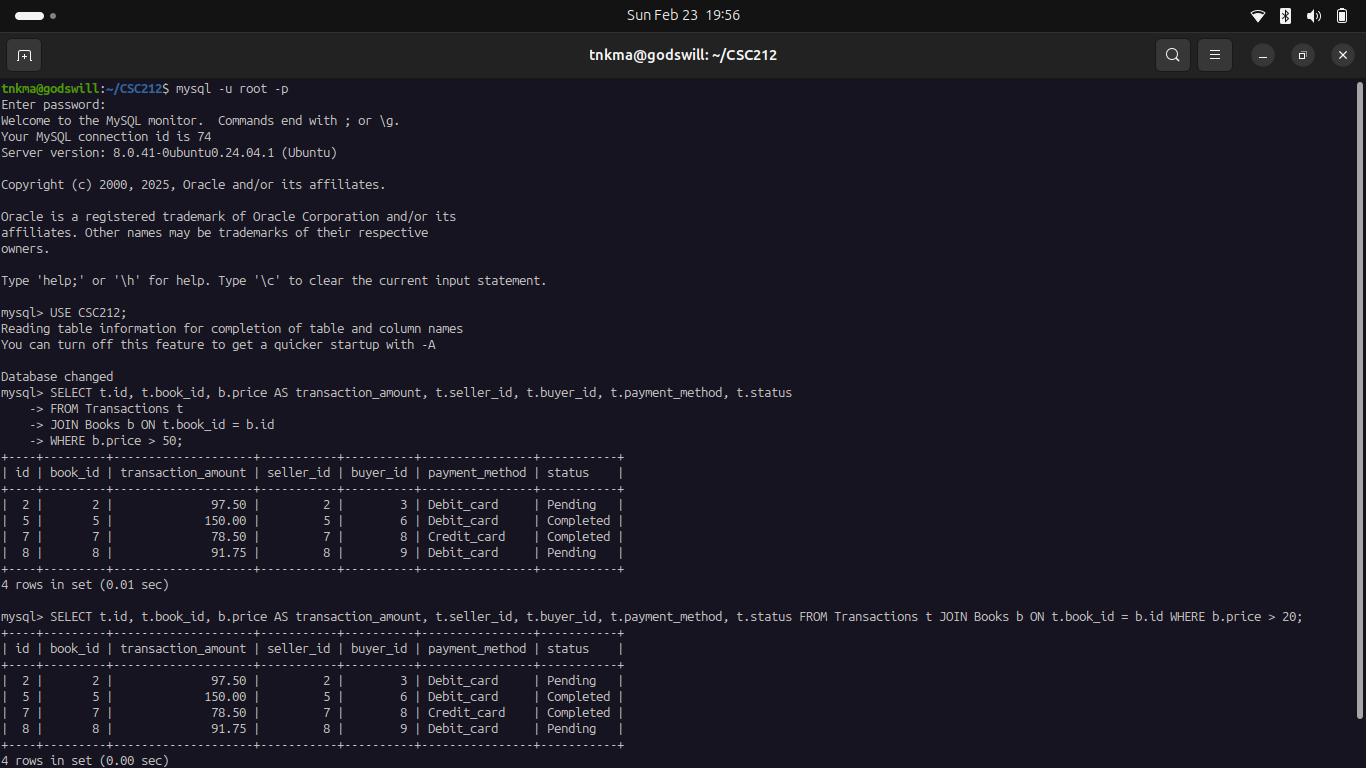 Sun Feb 23 19:56
tnkma@godswill: ~/CSC212
tnkma@godswill:~/CSC212$ mysql -u root -p
Enter password:
Welcome to the MySQL monitor.  Commands end with ; or \g.
Your MySQL connection id is 74
Server version: 8.0.41-0ubuntu0.24.04.1 (Ubuntu)
Copyright (c) 2000, 2025, Oracle and/or its affiliates.
Oracle is a registered trademark of Oracle Corporation and/or its
affiliates. Other names may be trademarks of their respective
owners.
Type 'help;' or '\h' for help. Type '\c' to clear the current input statement.
mysql> USE CSC212;
Reading table information for completion of table and column names
You can turn off this feature to get a quicker startup with -A
Database changed
mysql> SELECT t.id, t.book_id, b.price AS transaction_amount, t.seller_id, t.buyer_id, t.payment_method, t.status
    -> FROM Transactions t
    -> JOIN Books b ON t.book_id = b.id
    -> WHERE b.price > 50;
+----+---------+--------------------+-----------+----------+----------------+-----------+
| id | book_id | transaction_amount | seller_id | buyer_id | payment_method | status    |
+----+---------+--------------------+-----------+----------+----------------+-----------+
|  2 |       2 |              97.50 |         2 |        3 | Debit_card     | Pending   |
|  5 |       5 |             150.00 |         5 |        6 | Debit_card     | Completed |
|  7 |       7 |              78.50 |         7 |        8 | Credit_card    | Completed |
|  8 |       8 |              91.75 |         8 |        9 | Debit_card     | Pending   |
+----+---------+--------------------+-----------+----------+----------------+-----------+
4 rows in set (0.01 sec)
mysql> SELECT t.id, t.book_id, b.price AS transaction_amount, t.seller_id, t.buyer_id, t.payment_method, t.status FROM Transactions t JOIN Books b ON t.book_id = b.id WHERE b.price > 20;
+----+---------+--------------------+-----------+----------+----------------+-----------+
| id | book_id | transaction_amount | seller_id | buyer_id | payment_method | status    |
+----+---------+--------------------+-----------+----------+----------------+-----------+
|  2 |       2 |              97.50 |         2 |        3 | Debit_card     | Pending   |
|  5 |       5 |             150.00 |         5 |        6 | Debit_card     | Completed |
|  7 |       7 |              78.50 |         7 |        8 | Credit_card    | Completed |
|  8 |       8 |              91.75 |         8 |        9 | Debit_card     | Pending   |
+----+---------+--------------------+-----------+----------+----------------+-----------+
4 rows in set (0.00 sec)